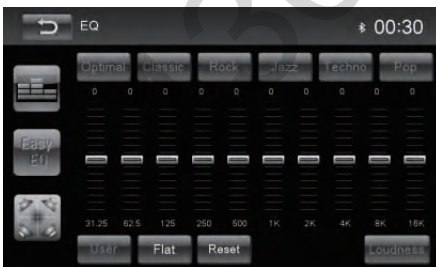 EQ 00:30
Optimal Classic Rock Jazz Techno Pop
0 0 0 0 0 0 0 0 0 0
Easy
EQ
31.25 62.5 125 250 500 1K 2K 4K 8K 16K
User Flat Reset Loudness